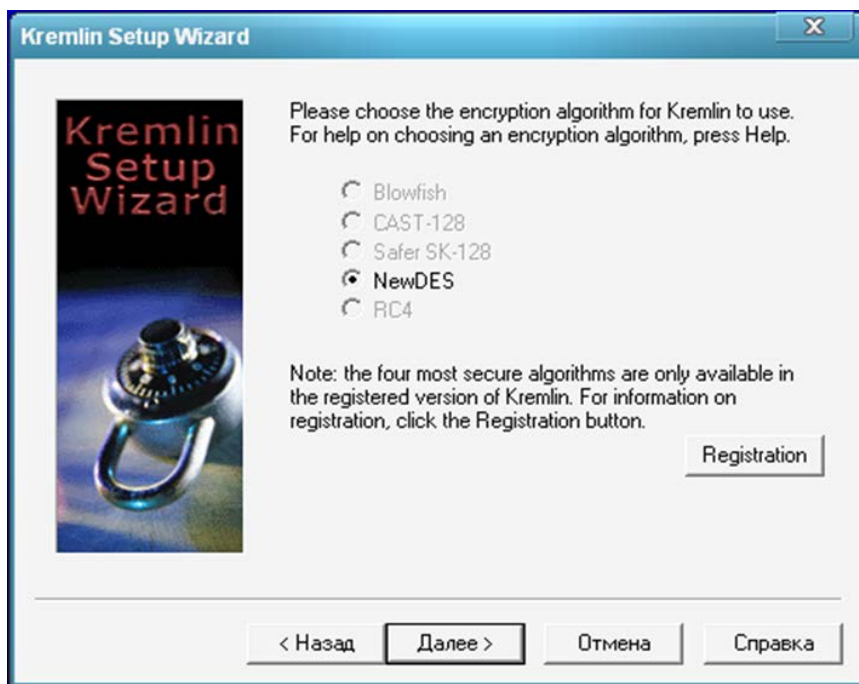 Kremlin Setup Wizard
Kremlin
Setup
Wizard
Please choose the encryption algorithm for Kremlin to use.
For help on choosing an encryption algorithm, press Help.
Blowfish
CAST-128
Safer SK-128
NewDES
RC4
Note: the four most secure algorithms are only available in
the registered version of Kremlin. For information on
registration, click the Registration button.
Registration
< Назад
Далее >
Отмена
Справка